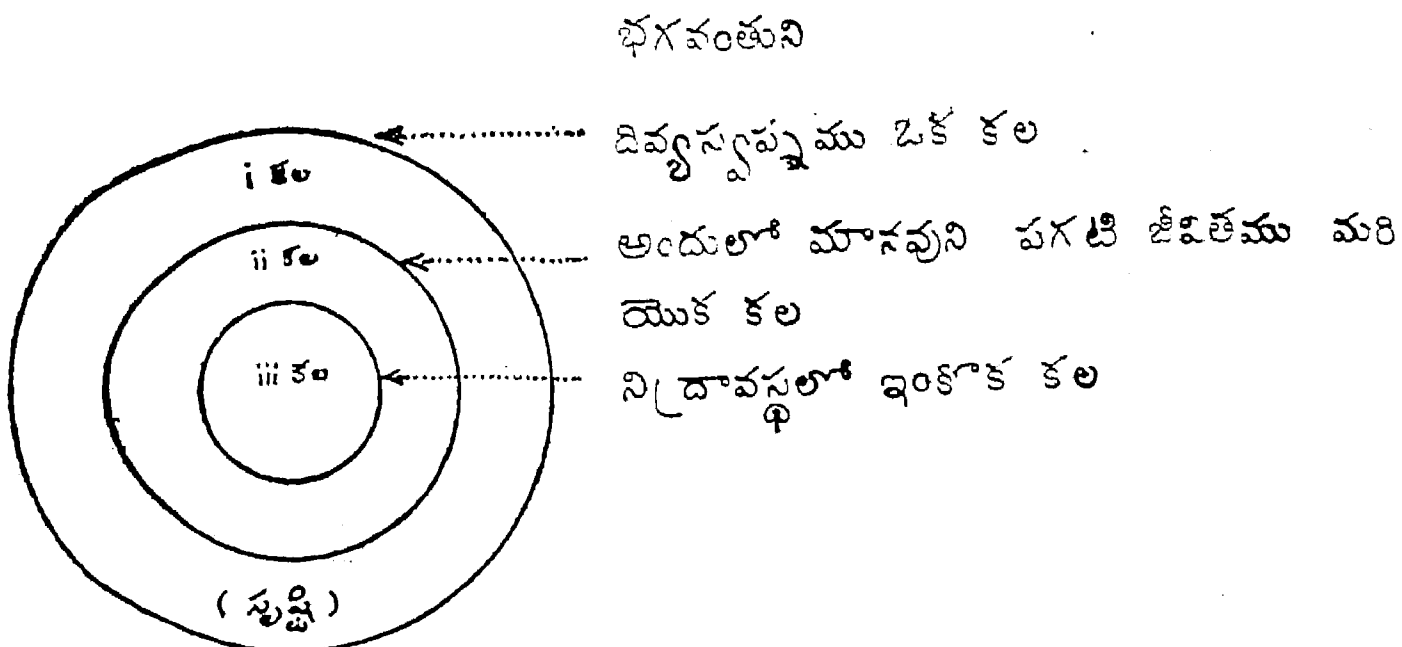 భగవంతుని
దివ్యస్వప్నము ఒక కల
i కల
అందులో మానవుని పగటి జీవితము మరి
ii కల
యొక కల
iii కల
నిద్రావస్థలో ఇంకొక కల
( సృష్టి )